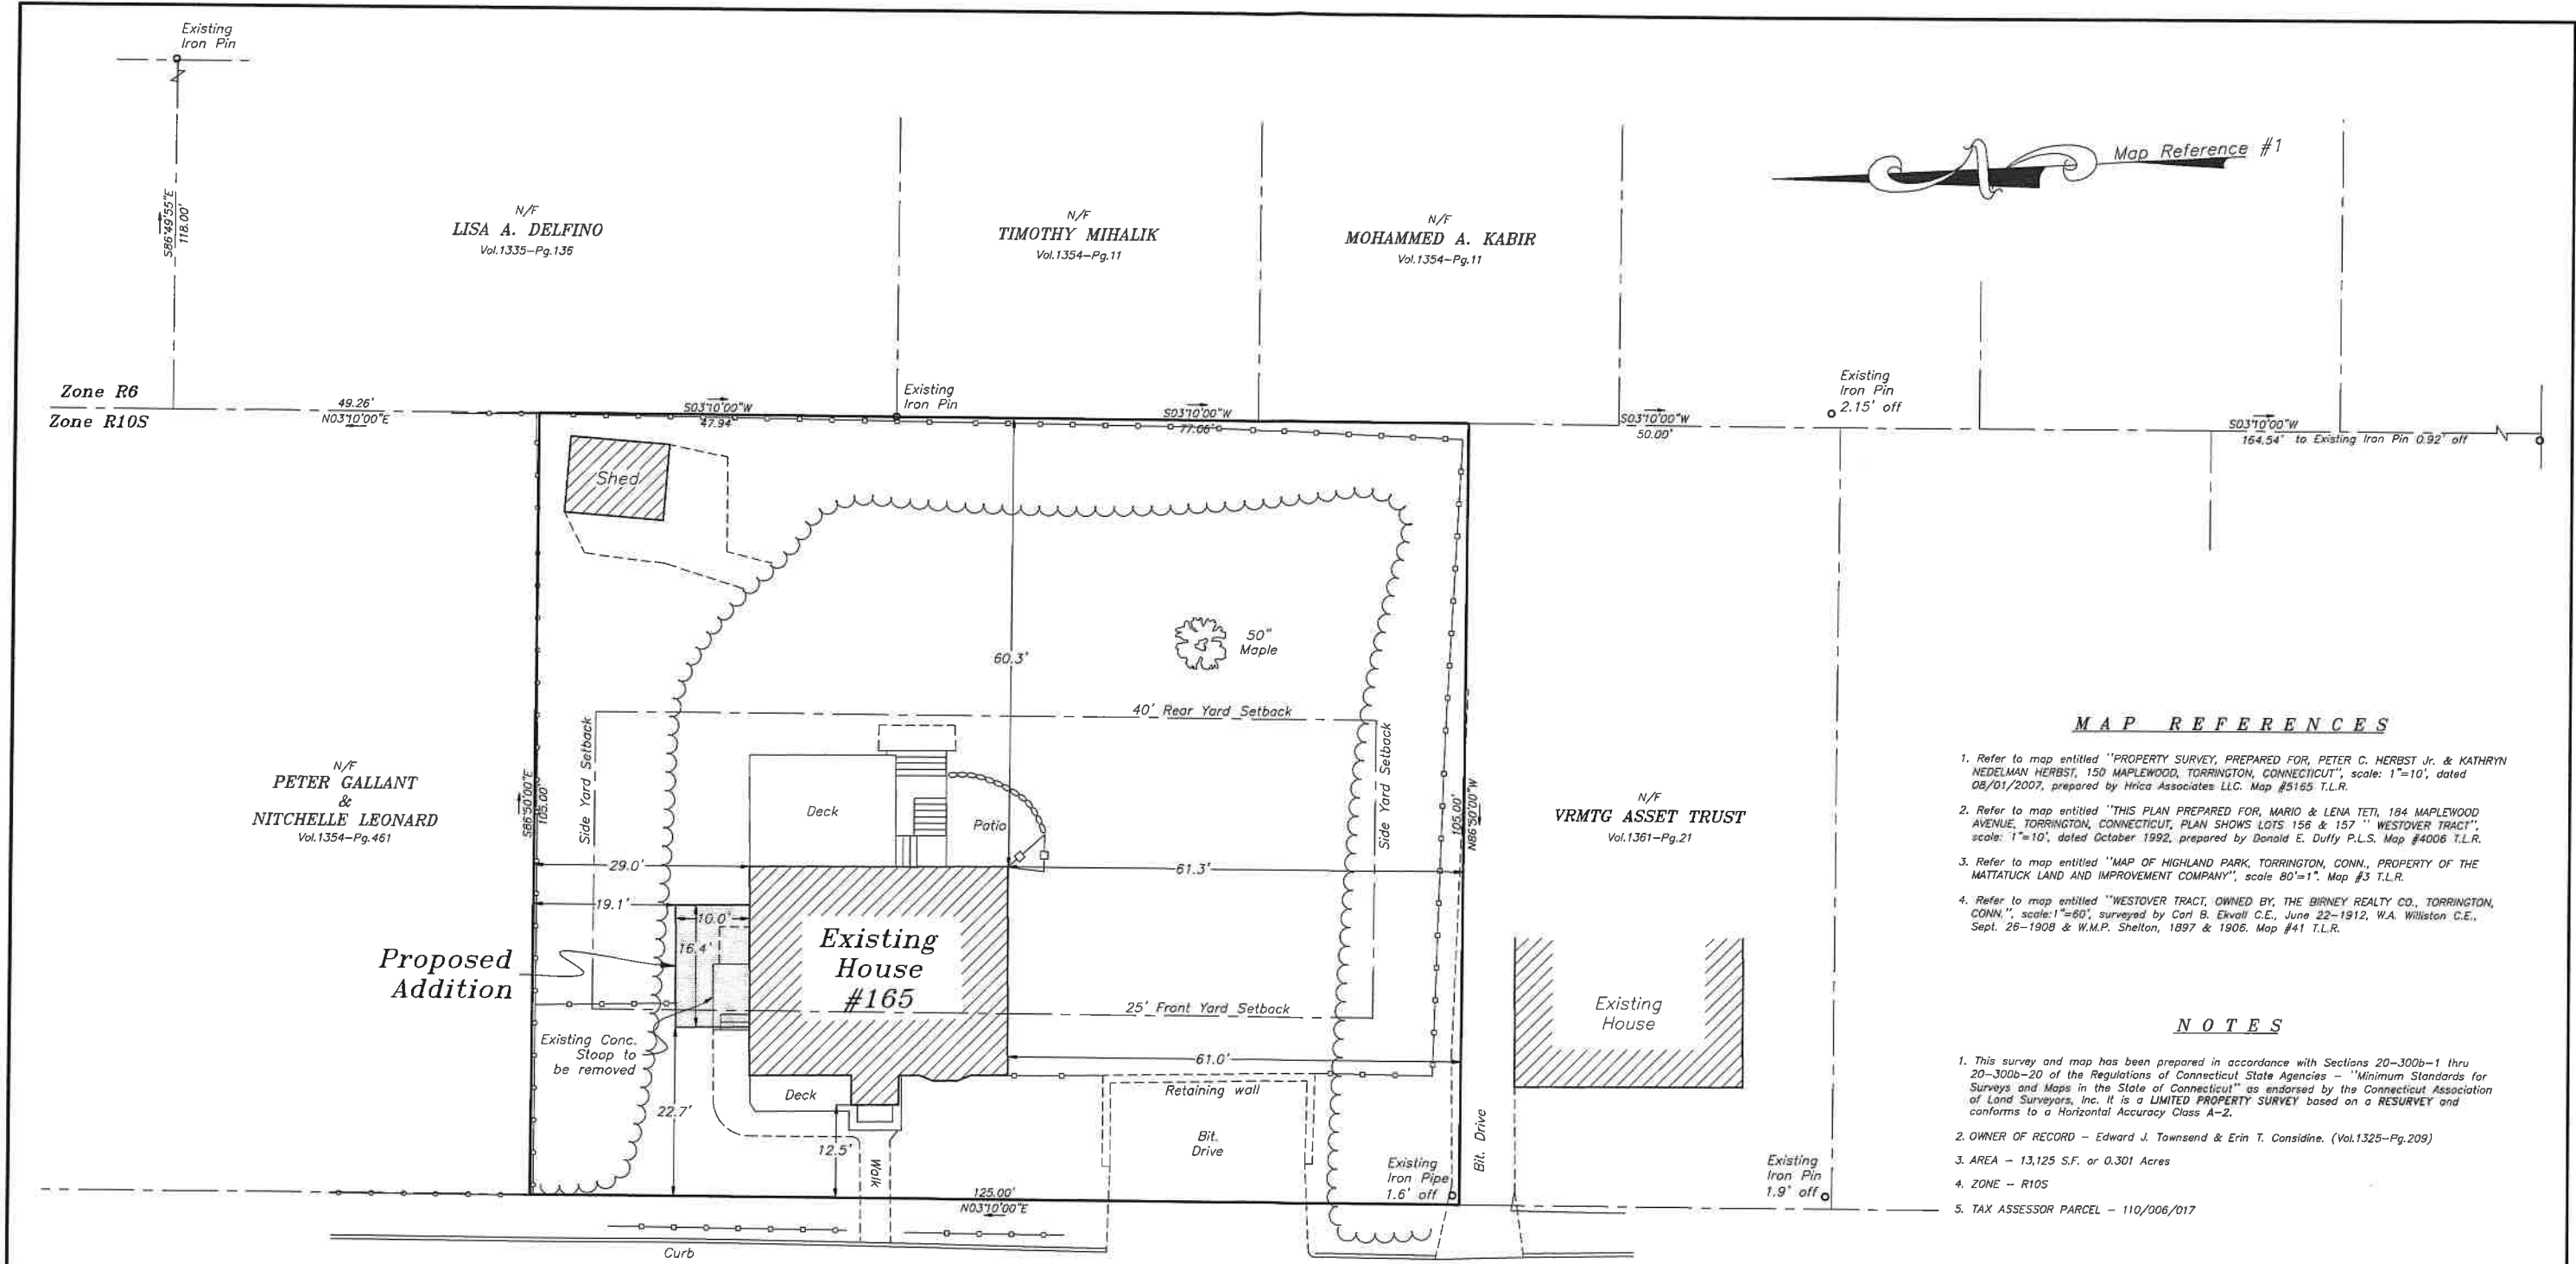 Existing
Iron Pin
S86°49'55"E
118.00'
N/F
LISA A. DELFINO
Vol.1335-Pg.136
N/F
TIMOTHY MIHALIK
Vol.1354-Pg.11
N/F
MOHAMMED A. KABIR
Vol.1354-Pg.11
Map Reference #1
Zone R6
Zone R10S
49.26'
N03°10'00"E
S03°10'00"W
47.94'
Existing
Iron Pin
S03°10'00"W
77.06'
S03°10'00"W
50.00'
Existing
Iron Pin
2.15' off
S03°10'00"W
164.54' to Existing Iron Pin 0.92' off
Shed
50"
Maple
60.3'
40' Rear Yard Setback
Side Yard Setback
Side Yard Setback
S86°50'00"E
105.00'
105.00'
N86°50'00"W
N/F
PETER GALLANT
&
NITCHELLE LEONARD
Vol.1354-Pg.461
Deck
Patio
N/F
VRMTG ASSET TRUST
Vol.1361-Pg.21
29.0'
61.3'
19.1'
10.0'
16.4'
Proposed
Addition
Existing
House
#165
25' Front Yard Setback
Existing
House
Existing Conc.
Stoop to
be removed
61.0'
Deck
Retaining wall
22.7'
12.5'
Walk
Bit.
Drive
Bit. Drive
Existing
Iron Pipe
1.6' off
Existing
Iron Pin
1.9' off
125.00'
N03°10'00"E
Curb
MAP REFERENCES
1. Refer to map entitled "PROPERTY SURVEY, PREPARED FOR, PETER C. HERBST Jr. & KATHRYN
NEDELMAN HERBST, 150 MAPLEWOOD, TORRINGTON, CONNECTICUT", scale: 1"=10', dated
08/01/2007, prepared by Hrica Associates LLC. Map #5165 T.L.R.
2. Refer to map entitled "THIS PLAN PREPARED FOR, MARIO & LENA TETI, 184 MAPLEWOOD
AVENUE, TORRINGTON, CONNECTICUT, PLAN SHOWS LOTS 156 & 157 " WESTOVER TRACT",
scale: 1"=10', dated October 1992, prepared by Donald E. Duffy P.L.S. Map #4006 T.L.R.
3. Refer to map entitled "MAP OF HIGHLAND PARK, TORRINGTON, CONN., PROPERTY OF THE
MATTATUCK LAND AND IMPROVEMENT COMPANY", scale 80'=1". Map #3 T.L.R.
4. Refer to map entitled "WESTOVER TRACT, OWNED BY, THE BIRNEY REALTY CO., TORRINGTON,
CONN.", scale:1"=60', surveyed by Carl B. Ekvall C.E., June 22-1912, W.A. Williston C.E.,
Sept. 26-1908 & W.M.P. Shelton, 1897 & 1906. Map #41 T.L.R.
NOTES
1. This survey and map has been prepared in accordance with Sections 20-300b-1 thru
20-300b-20 of the Regulations of Connecticut State Agencies - "Minimum Standards for
Surveys and Maps in the State of Connecticut" as endorsed by the Connecticut Association
of Land Surveyors, Inc. It is a LIMITED PROPERTY SURVEY based on a RESURVEY and
conforms to a Horizontal Accuracy Class A-2.
2. OWNER OF RECORD - Edward J. Townsend & Erin T. Considine. (Vol.1325-Pg.209)
3. AREA - 13,125 S.F. or 0.301 Acres
4. ZONE - R10S
5. TAX ASSESSOR PARCEL - 110/006/017